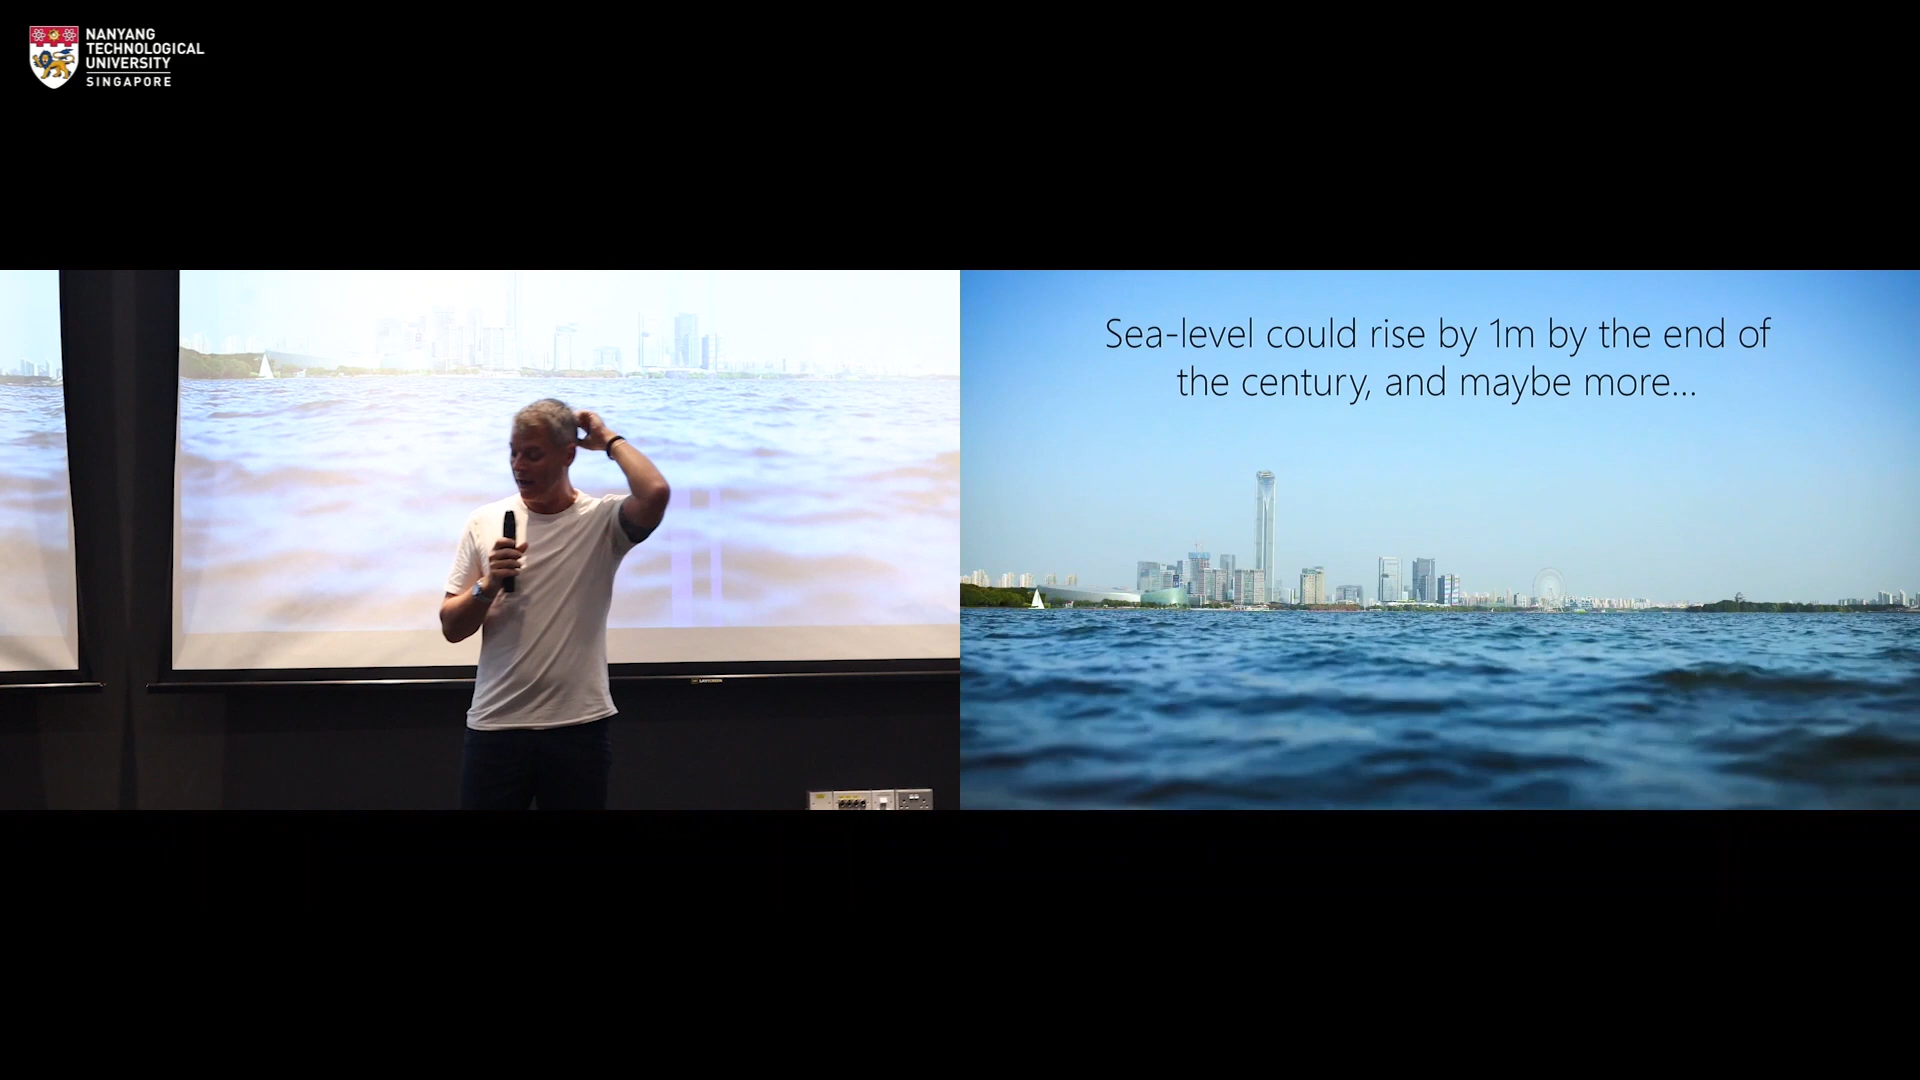 NANYANG
TECHNOLOGICAL
UNIVERSITY
SINGAPORE
Sea-level could rise by 1m by the end of
the century, and maybe more...